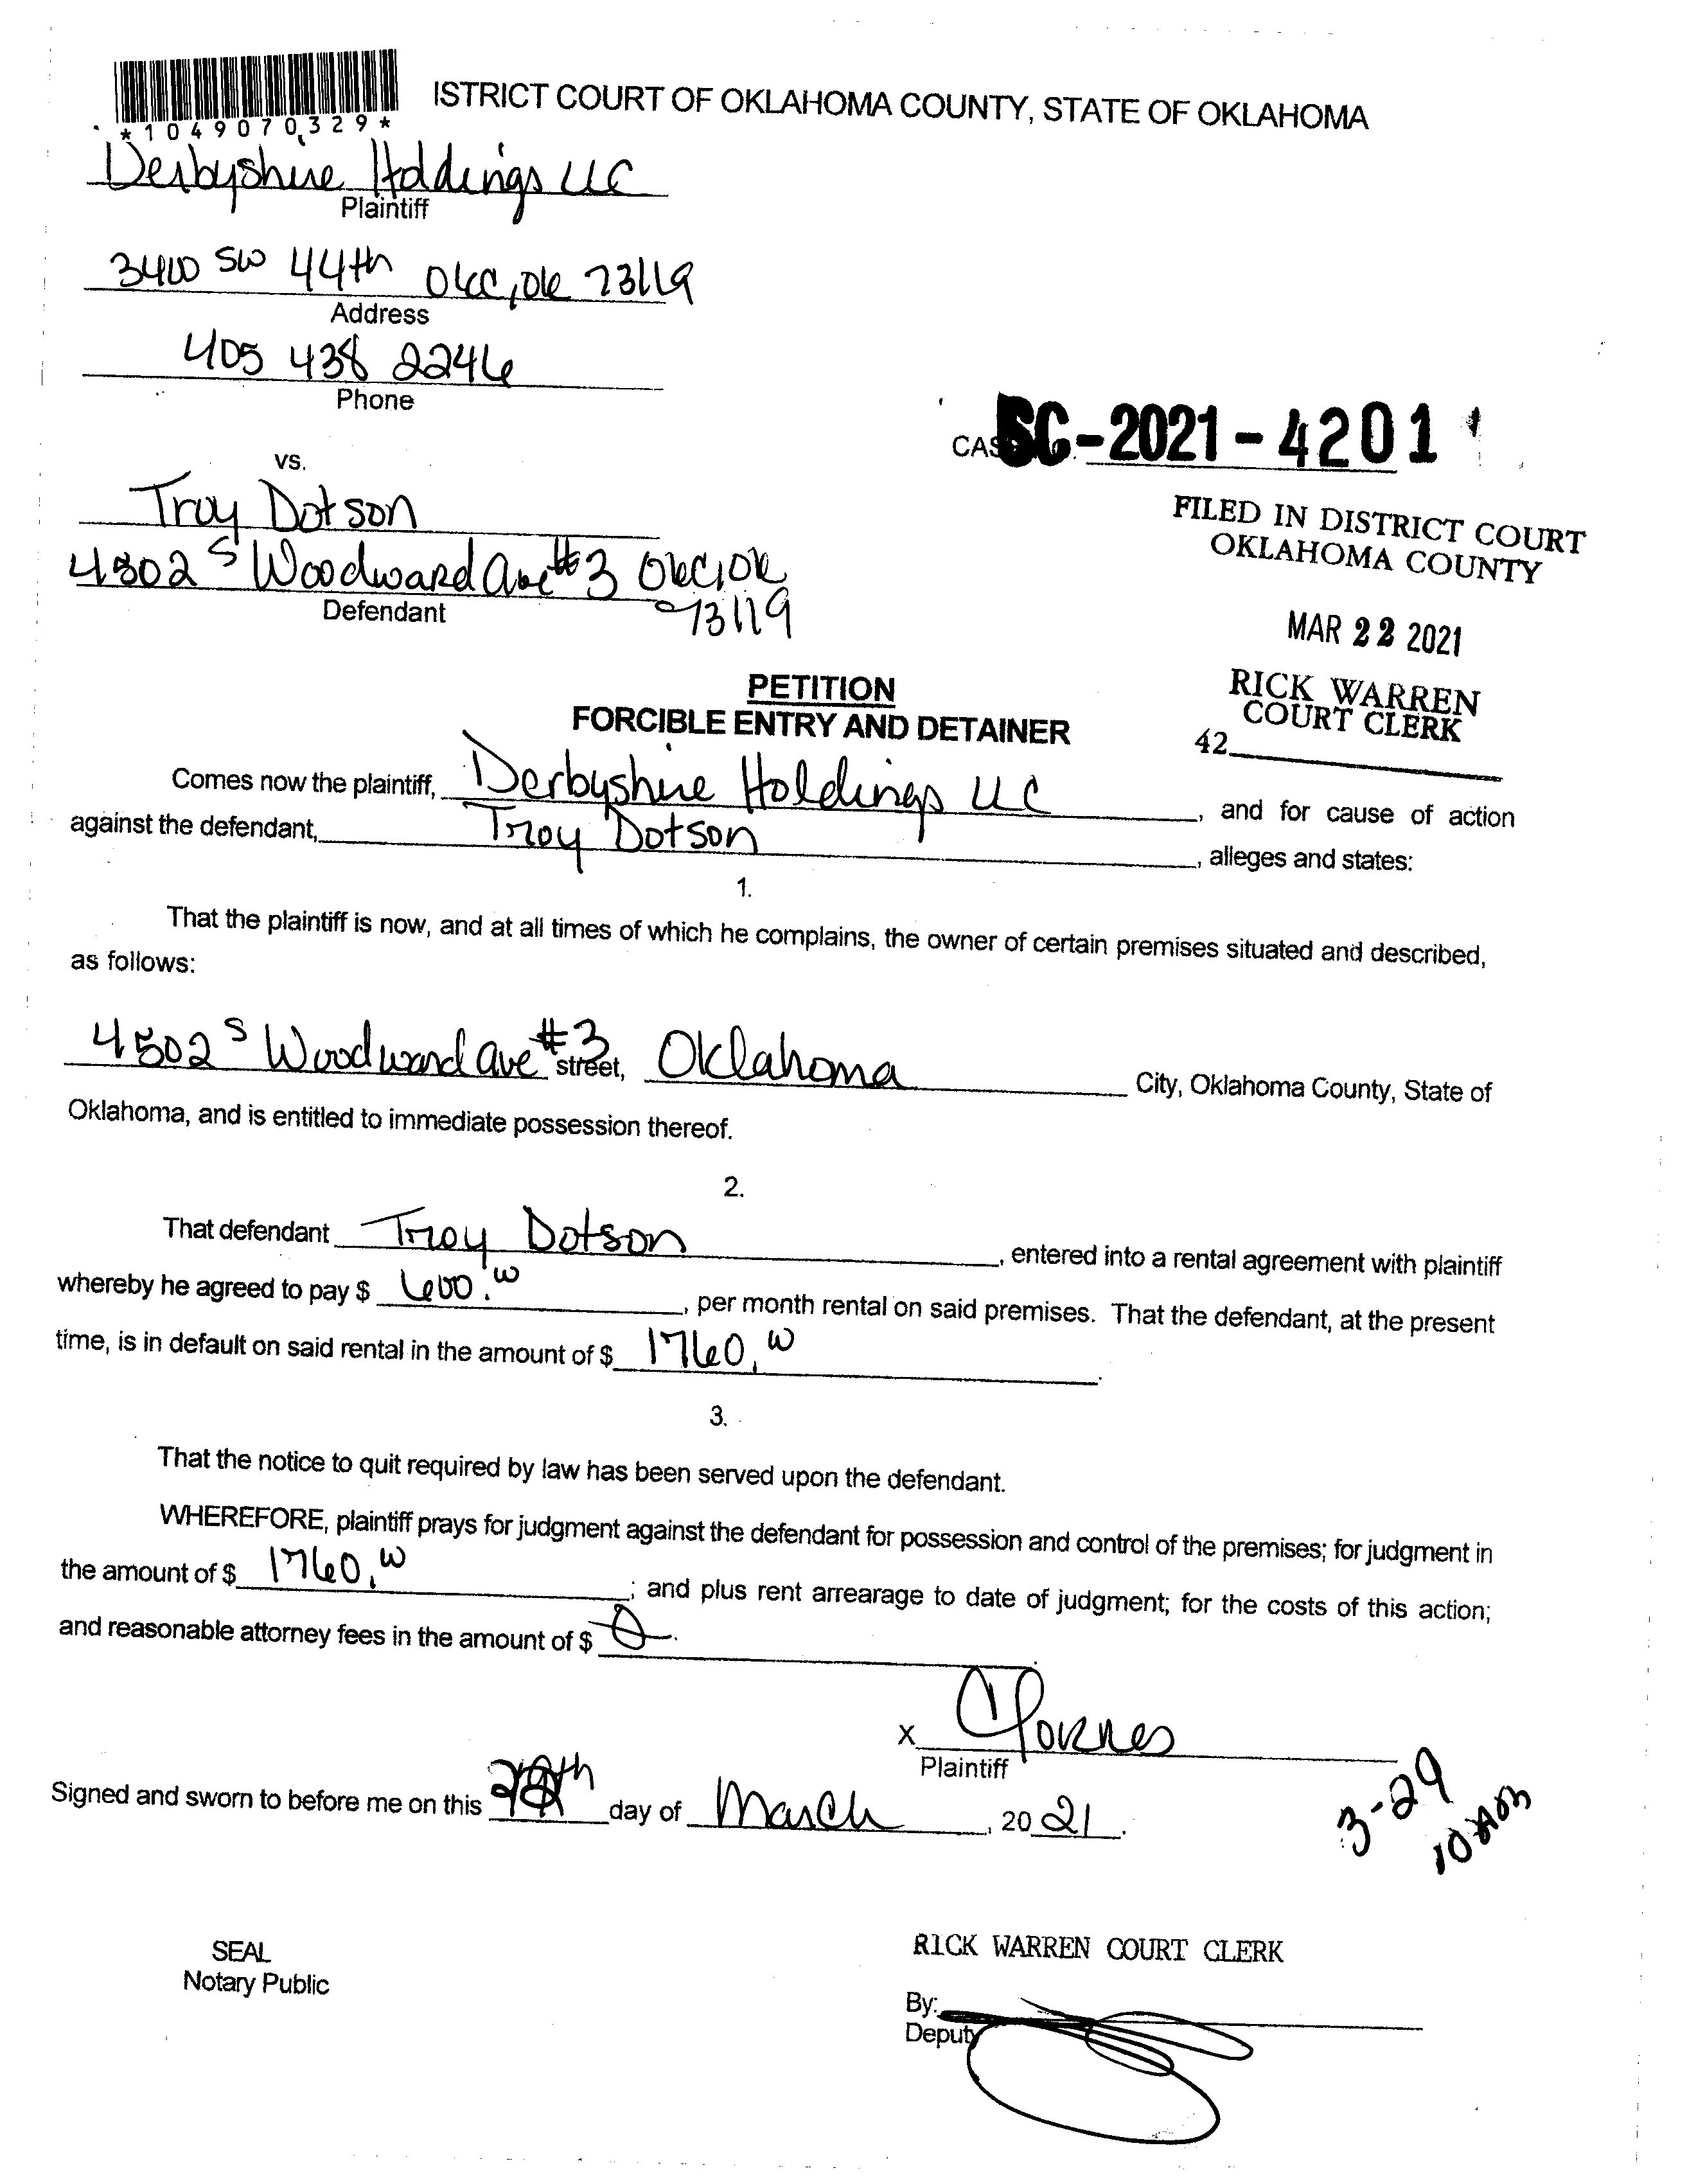 *1049070329*
ISTRICT COURT OF OKLAHOMA COUNTY, STATE OF OKLAHOMA
Derbyshire Holdings LLC
Plaintiff
3400 SW 44th OKC, OK 73119
Address
405 438 2246
Phone
CAS SC-2021-4201
vs.
FILED IN DISTRICT COURT
OKLAHOMA COUNTY
Troy Dotson
4502 S Woodward Ave #3 OKC, OK
73119
Defendant
MAR 22 2021
RICK WARREN
COURT CLERK
42
PETITION
FORCIBLE ENTRY AND DETAINER
Comes now the plaintiff, Derbyshire Holdings LLC, and for cause of action
against the defendant, Troy Dotson, alleges and states:
1.
That the plaintiff is now, and at all times of which he complains, the owner of certain premises situated and described,
as follows:
4502 S Woodward Ave #3 street, Oklahoma City, Oklahoma County, State of
Oklahoma, and is entitled to immediate possession thereof.
2.
That defendant Troy Dotson, entered into a rental agreement with plaintiff
whereby he agreed to pay $ 600.00, per month rental on said premises. That the defendant, at the present
time, is in default on said rental in the amount of $ 1760.00.
3.
That the notice to quit required by law has been served upon the defendant.
WHEREFORE, plaintiff prays for judgment against the defendant for possession and control of the premises; for judgment in
the amount of $ 1760.00; and plus rent arrearage to date of judgment; for the costs of this action;
and reasonable attorney fees in the amount of $ 0.
X
Plaintiff
Signed and sworn to before me on this day of March, 2021.
3-29
SEAL
Notary Public
RICK WARREN COURT CLERK
By:
Deputy